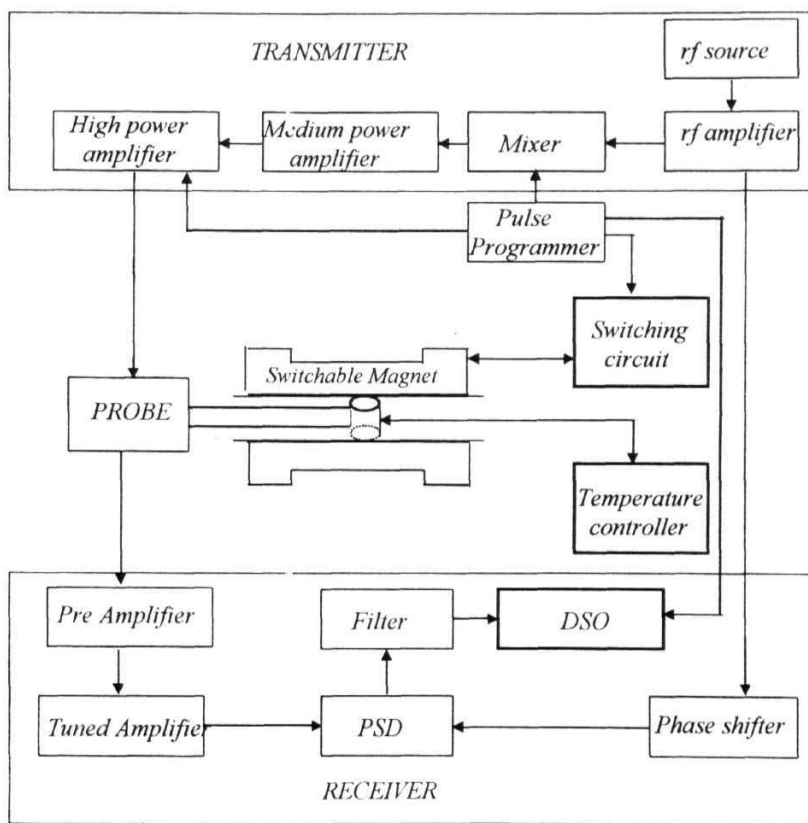 TRANSMITTER
rf source
High power
amplifier
Medium power
amplifier
Mixer
rf amplifier
Pulse
Programmer
Switching
circuit
Switchable Magnet
PROBE
Temperature
controller
Pre Amplifier
Filter
DSO
Tuned Amplifier
PSD
Phase shifter
RECEIVER